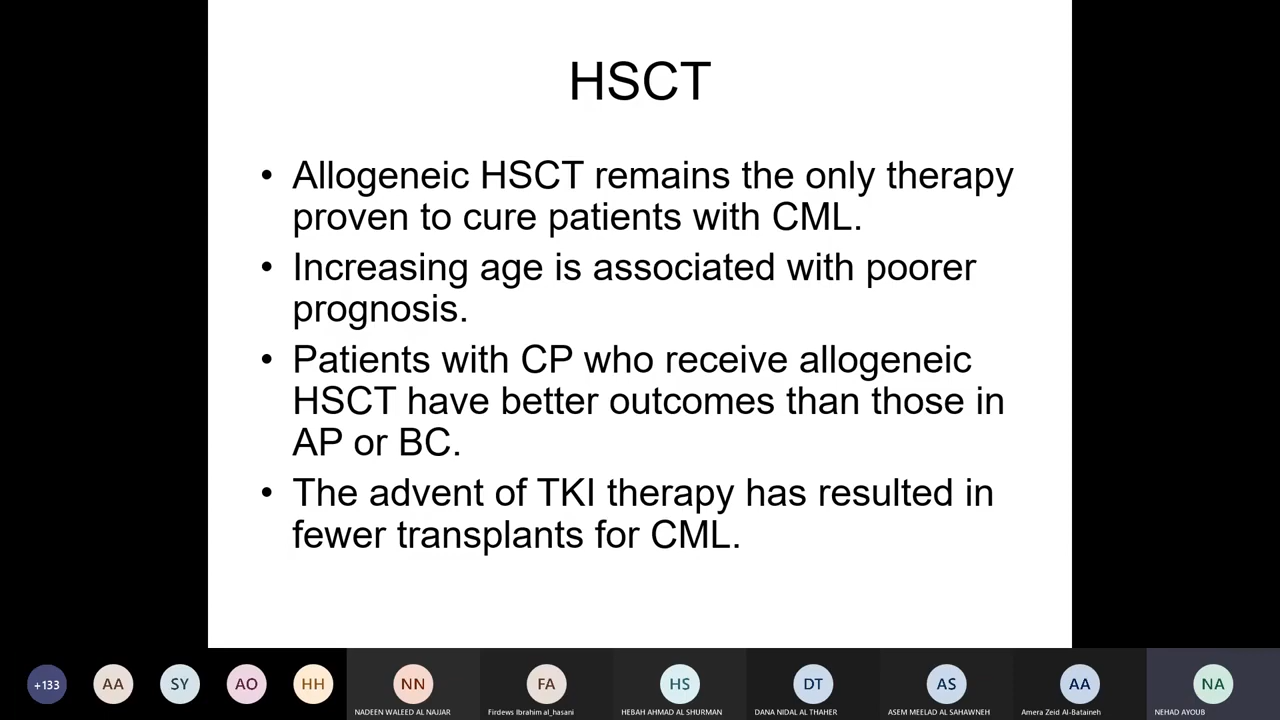 HSCT
• Allogeneic HSCT remains the only therapy
proven to cure patients with CML.
• Increasing age is associated with poorer
prognosis.
• Patients with CP who receive allogeneic
HSCT have better outcomes than those in
AP or BC.
• The advent of TKI therapy has resulted in
fewer transplants for CML.
+133 AA SY AO HH NN FA HS DT AS AA NA
NADEEN WALEED AL NAJJAR Firdews Ibrahim al_hasani HEBAH AHMAD AL SHURMAN DANA NIDAL AL THAHER ASEM MEELAD AL SAHAWNEH Amera Zeid Al-Bataineh NEHAD AYOUB